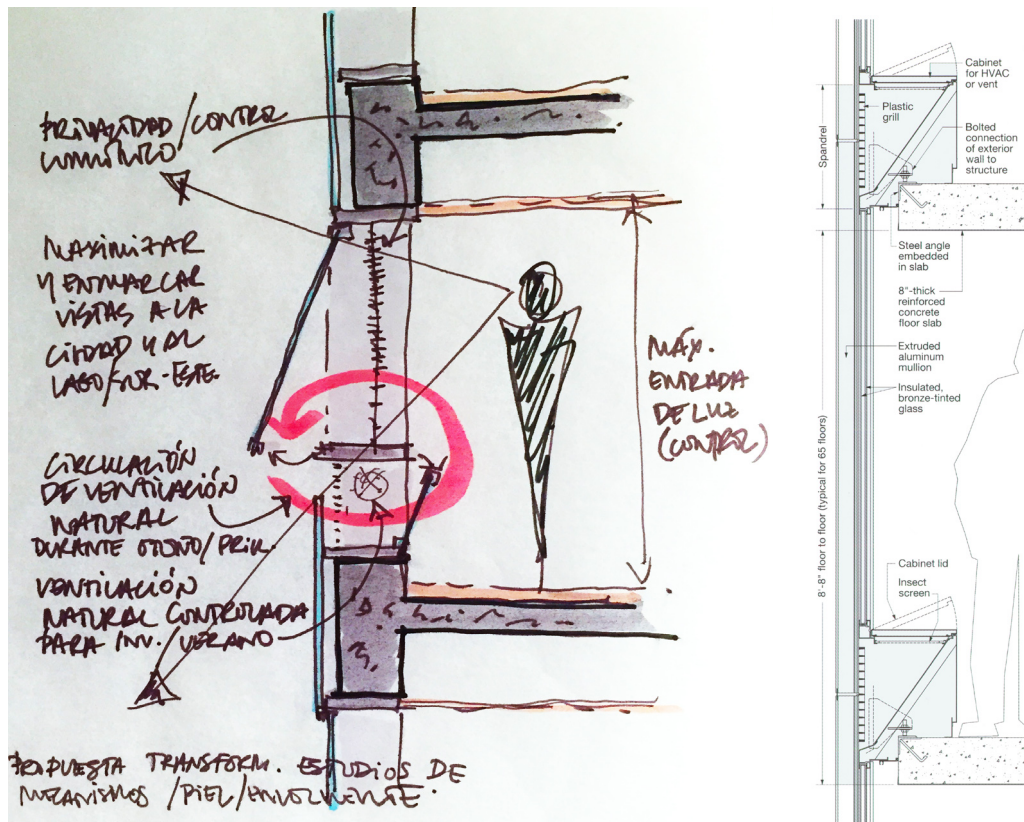 PRIVACIDAD/CONTROL
LUMÍNICO
MAXIMIZAR
Y ENMARCAR
VISTAS A LA
CIUDAD Y AL
LAGO/SUR-ESTE.
CIRCULACIÓN
DE VENTILACIÓN
NATURAL
DURANTE OTOÑO/PRIM.
VENTILACIÓN
NATURAL CONTROLADA
PARA INV./VERANO
MÁX.
ENTRADA
DE LUZ
(CONTROL)
PROPUESTA TRANSFORM. ESTUDIOS DE
MECANISMOS /PIEL/ENVOLVENTE.
Cabinet
for HVAC
or vent
Plastic
grill
Bolted
connection
of exterior
wall to
structure
Spandrel
Steel angle
embedded
in slab
8"-thick
reinforced
concrete
floor slab
Extruded
aluminum
mullion
Insulated,
bronze-tinted
glass
8'-8" floor to floor (typical for 65 floors)
Cabinet lid
Insect
screen